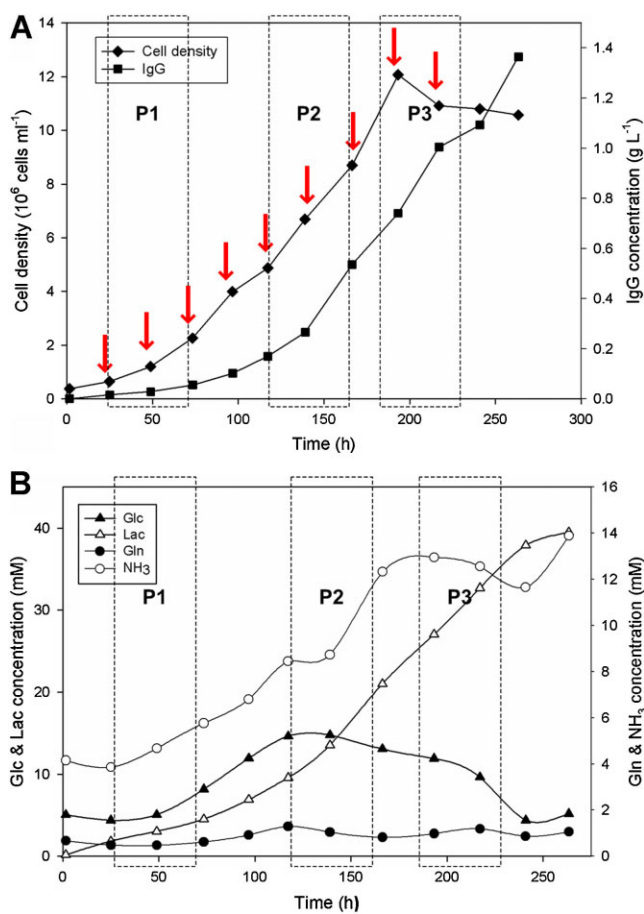 A
Cell density
IgG
P1
P2
P3
Cell density (10⁶ cells ml⁻¹)
0
2
4
6
8
10
12
14
IgG concentration (g L⁻¹)
0.0
0.2
0.4
0.6
0.8
1.0
1.2
1.4
0 50 100 150 200 250 300
Time (h)
B
Glc
Lac
Gln
NH₃
P1
P2
P3
Glc & Lac concentration (mM)
0
10
20
30
40
Gln & NH₃ concentration (mM)
0
2
4
6
8
10
12
14
16
0 50 100 150 200 250
Time (h)